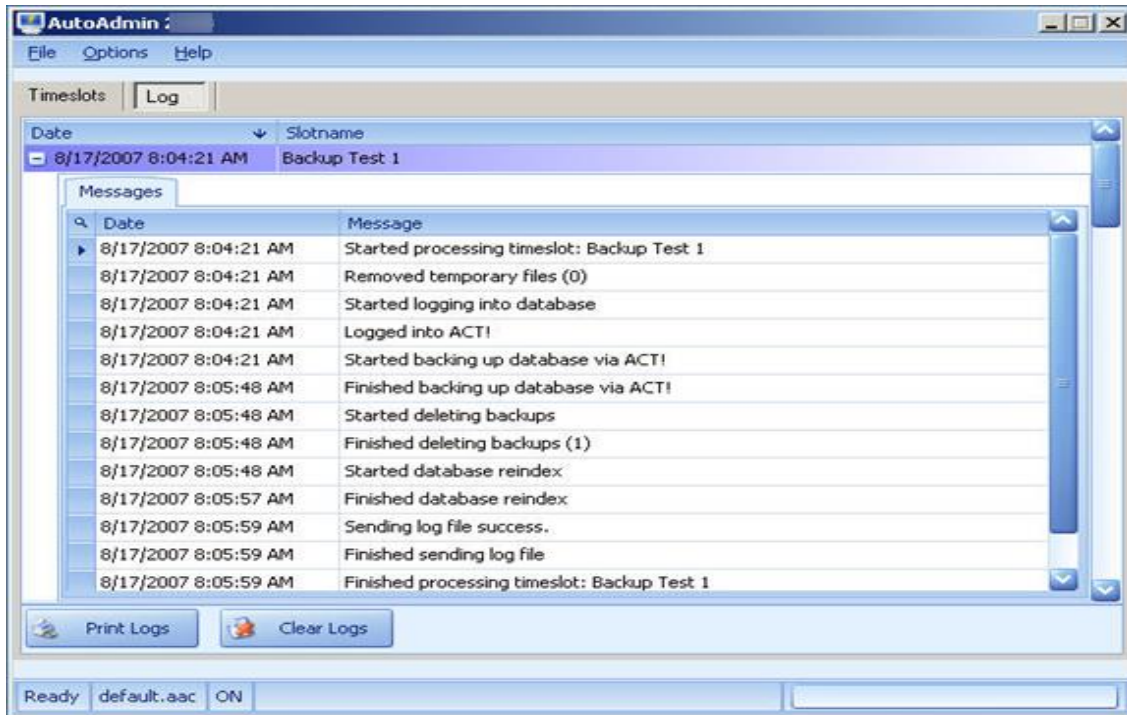 AutoAdmin
File Options Help
Timeslots Log
Date Slotname
8/17/2007 8:04:21 AM Backup Test 1
Messages
Date Message
8/17/2007 8:04:21 AM Started processing timeslot: Backup Test 1
8/17/2007 8:04:21 AM Removed temporary files (0)
8/17/2007 8:04:21 AM Started logging into database
8/17/2007 8:04:21 AM Logged into ACT!
8/17/2007 8:04:21 AM Started backing up database via ACT!
8/17/2007 8:05:48 AM Finished backing up database via ACT!
8/17/2007 8:05:48 AM Started deleting backups
8/17/2007 8:05:48 AM Finished deleting backups (1)
8/17/2007 8:05:48 AM Started database reindex
8/17/2007 8:05:57 AM Finished database reindex
8/17/2007 8:05:59 AM Sending log file success.
8/17/2007 8:05:59 AM Finished sending log file
8/17/2007 8:05:59 AM Finished processing timeslot: Backup Test 1
Print Logs Clear Logs
Ready default.aac ON